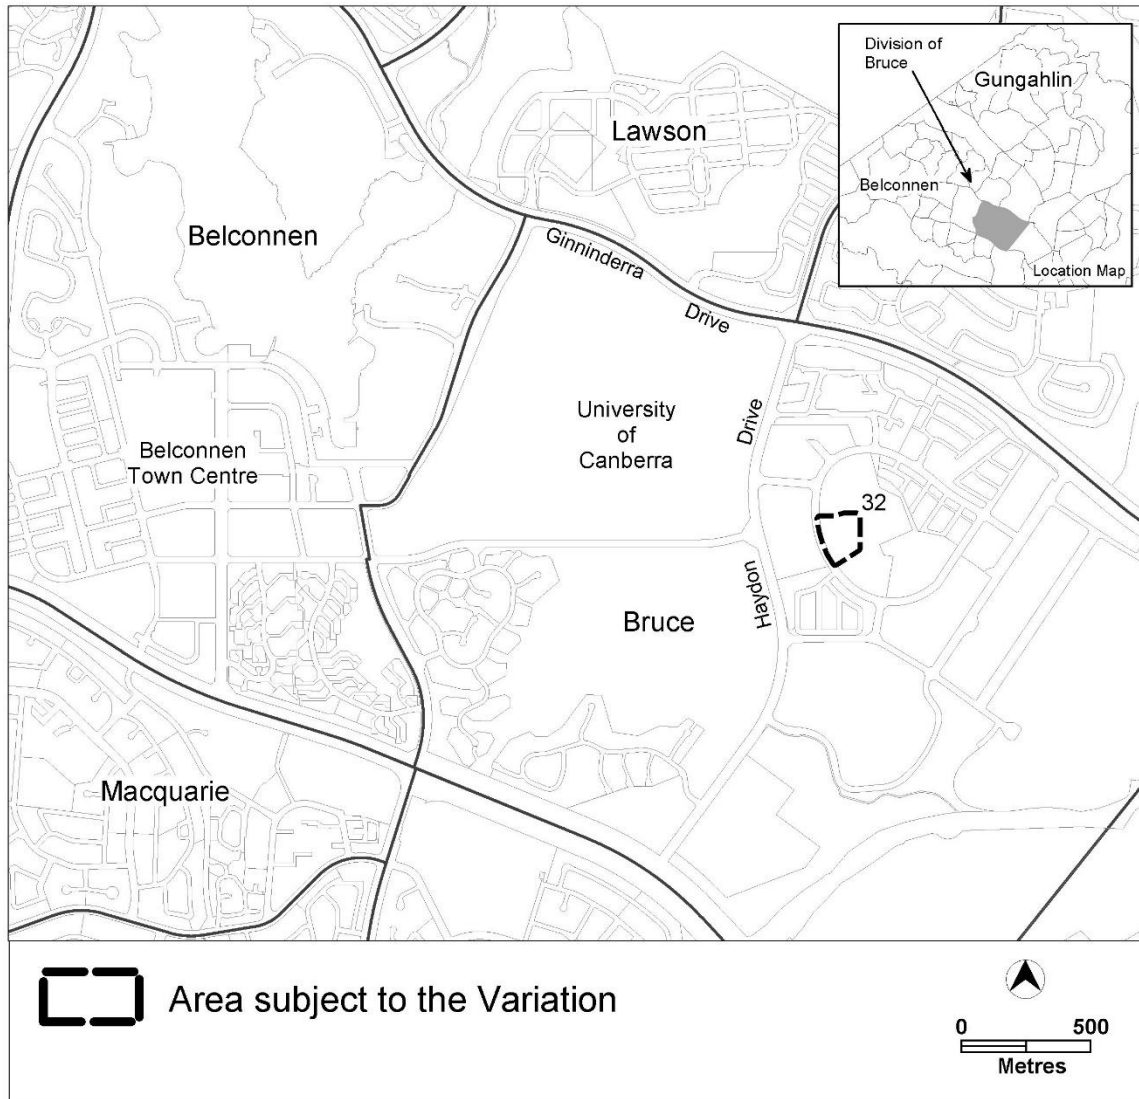 Division of
Bruce
Gungahlin
Belconnen
Location Map
Lawson
Belconnen
Ginninderra
Drive
University
of
Canberra
Drive
Belconnen
Town Centre
32
Haydon
Bruce
Macquarie
Area subject to the Variation
0 500
Metres